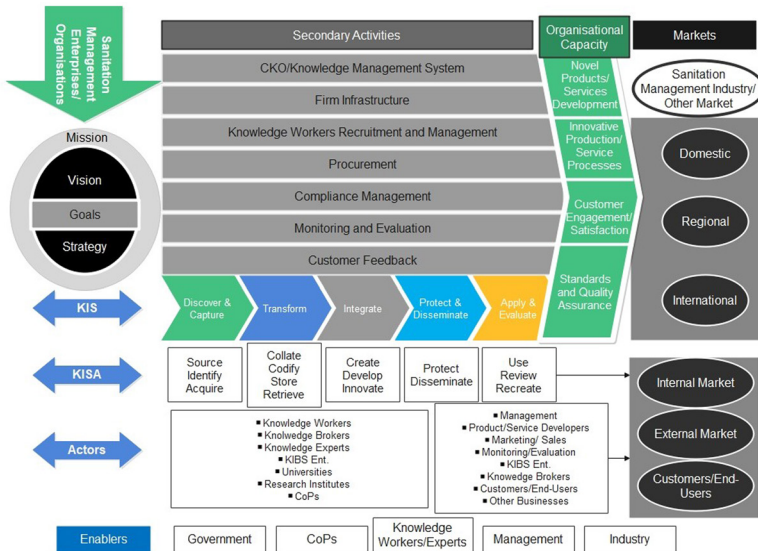 Sanitation
Management
Enterprises/
Organisations
Secondary Activities
Organisational
Capacity
Markets
CKO/Knowledge Management System
Firm Infrastructure
Knowledge Workers Recruitment and Management
Procurement
Compliance Management
Monitoring and Evaluation
Customer Feedback
Novel
Products/
Services
Development
Innovative
Production/
Service
Processes
Customer
Engagement/
Satisfaction
Standards
and Quality
Assurance
Sanitation
Management Industry/
Other Market
Domestic
Regional
International
Mission
Vision
Goals
Strategy
KIS
Discover &
Capture
Transform
Integrate
Protect &
Disseminate
Apply &
Evaluate
KISA
Source
Identify
Acquire
Collate
Codify
Store
Retrieve
Create
Develop
Innovate
Protect
Disseminate
Use
Review
Recreate
Internal Market
External Market
Customers/End-
Users
Actors
▪ Knowledge Workers
▪ Knolwedge Brokers
▪ Knowledge Experts
▪ KIBS Ent.
▪ Universities
▪ Research Institutes
▪ CoPs
▪ Management
▪ Product/Service Developers
▪ Marketing/ Sales
▪ Monitoring/Evaluation
▪ KIBS Ent.
▪ Knowedge Brokers
▪ Customers/End-Users
▪ Other Businesses
Enablers
Government
CoPs
Knowledge
Workers/Experts
Management
Industry